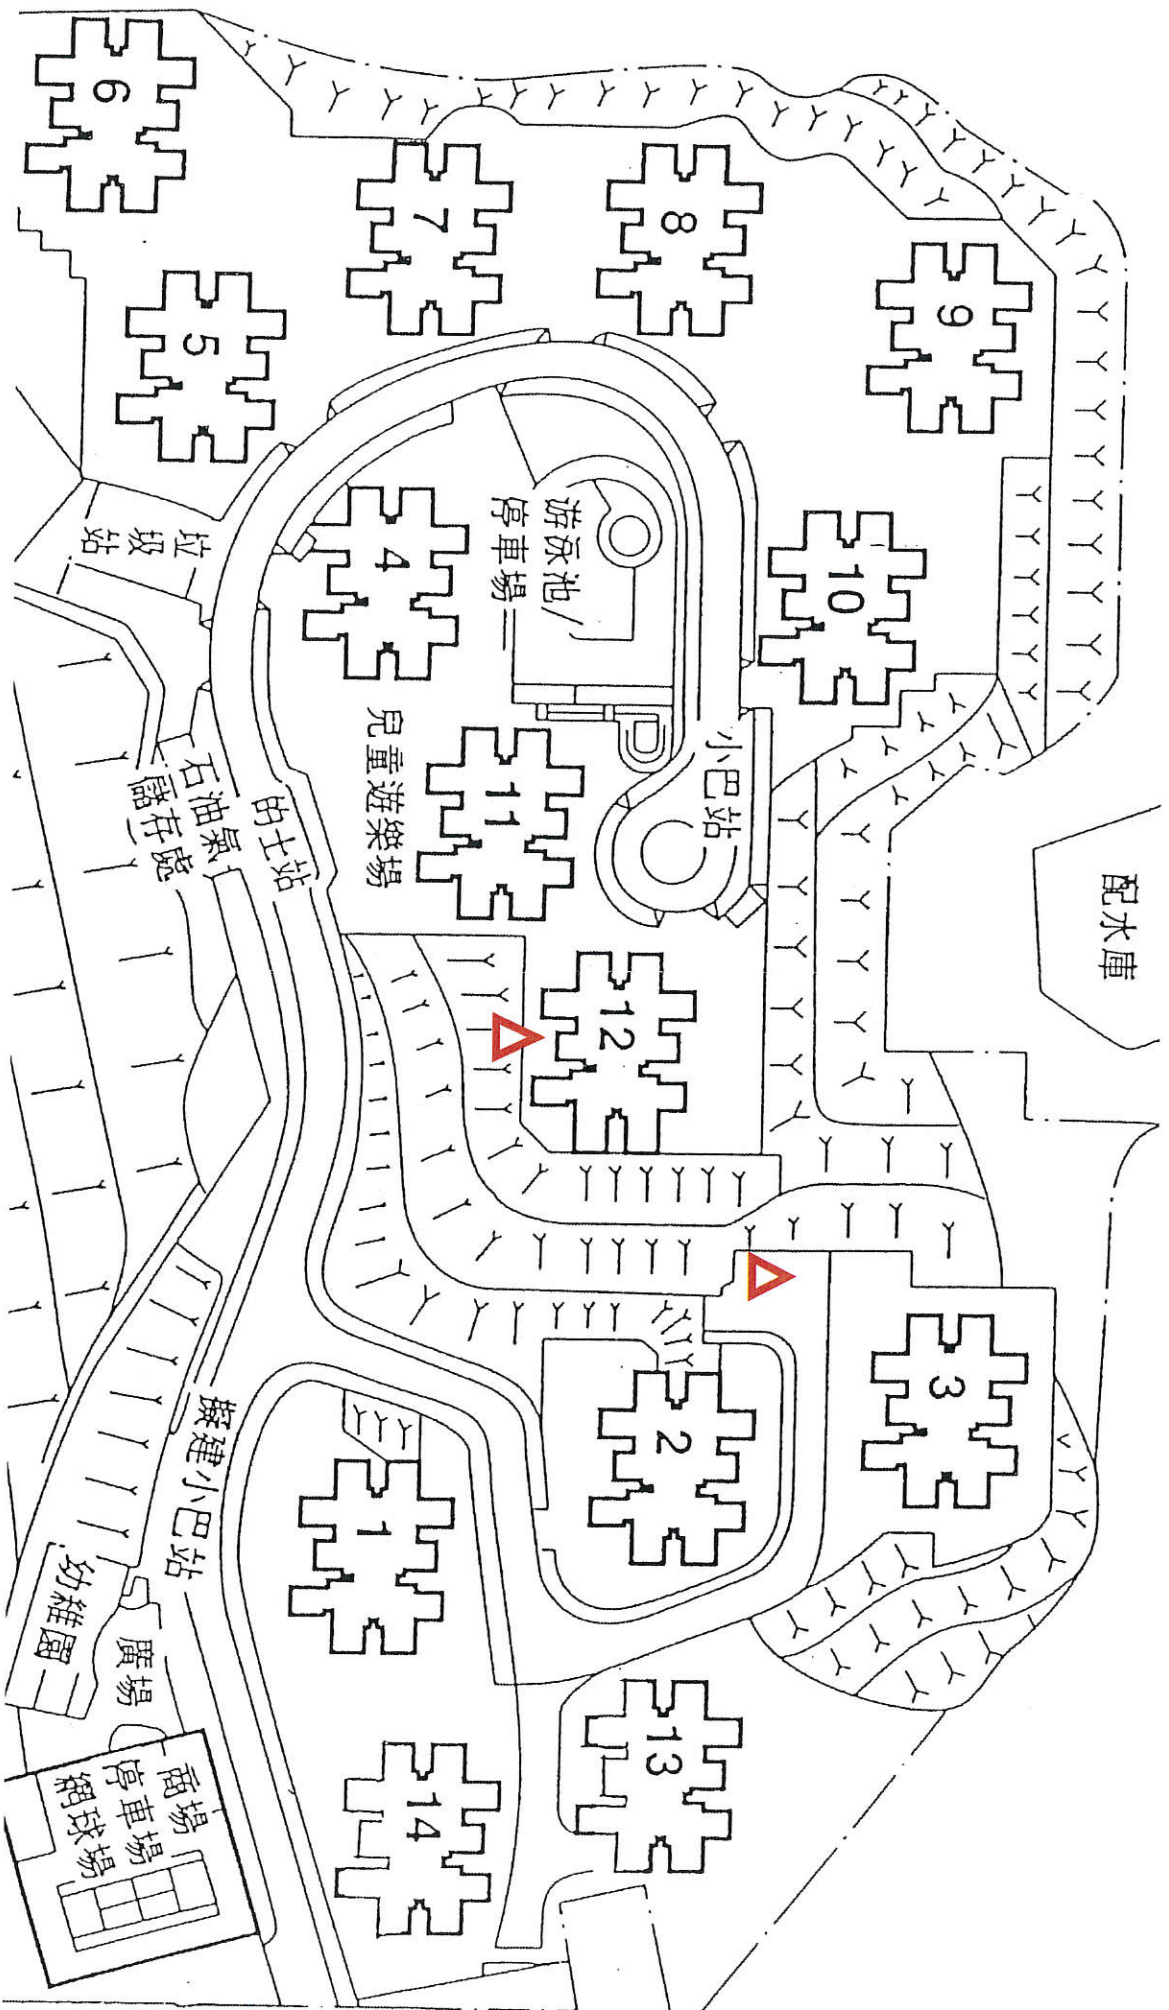 配水庫
9
3
10
小巴站
8
12
2
13
游泳池
停車場
11
7
兒童遊樂場
4
1
14
的士站
石油氣
儲存處
5
垃圾站
6
擬建小巴站
廣場
幼稚園
商場
停車場
網球場